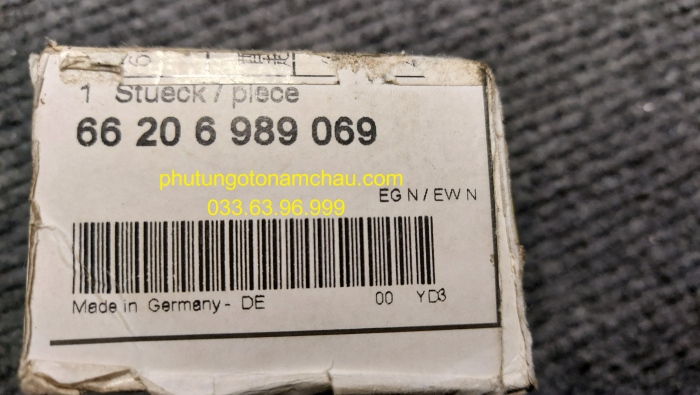 1 Stueck / piece
66 20 6 989 069
phutungotonamchau.com
EG N / EW N
033.63.96.999
Made in Germany - DE 00 YD3